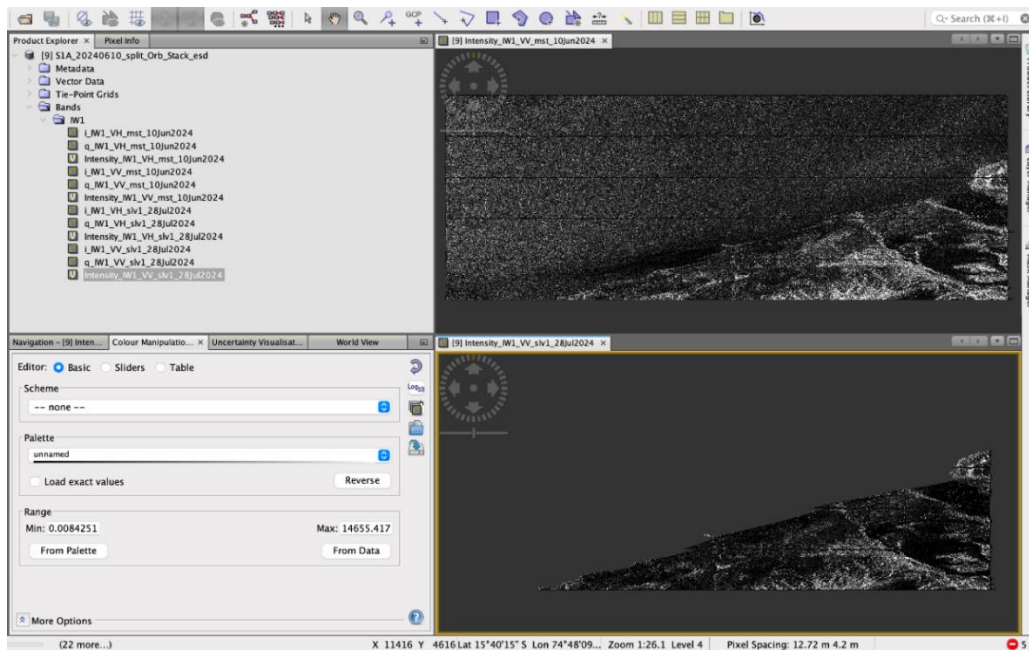 GCP
Search (⌘+I)
Product Explorer × Pixel Info
[9] S1A_20240610_split_Orb_Stack_esd
Metadata
Vector Data
Tie-Point Grids
Bands
IW1
i_IW1_VH_mst_10Jun2024
q_IW1_VH_mst_10Jun2024
Intensity_IW1_VH_mst_10Jun2024
i_IW1_VV_mst_10Jun2024
q_IW1_VV_mst_10Jun2024
Intensity_IW1_VV_mst_10Jun2024
i_IW1_VH_slv1_28Jul2024
q_IW1_VH_slv1_28Jul2024
Intensity_IW1_VH_slv1_28Jul2024
i_IW1_VV_slv1_28Jul2024
q_IW1_VV_slv1_28Jul2024
Intensity_IW1_VV_slv1_28Jul2024
[9] Intensity_IW1_VV_mst_10Jun2024 ×
Navigation - [9] Inten... Colour Manipulatio... × Uncertainty Visualisat... World View
Editor: Basic Sliders Table
Scheme
-- none --
Palette
unnamed
Load exact values Reverse
Range
Min: 0.0084251 Max: 14655.417
From Palette From Data
More Options
[9] Intensity_IW1_VV_slv1_28Jul2024 ×
(22 more...) X 11416 Y 4616 Lat 15°40'15" S Lon 74°48'09... Zoom 1:26.1 Level 4 Pixel Spacing: 12.72 m 4.2 m 5